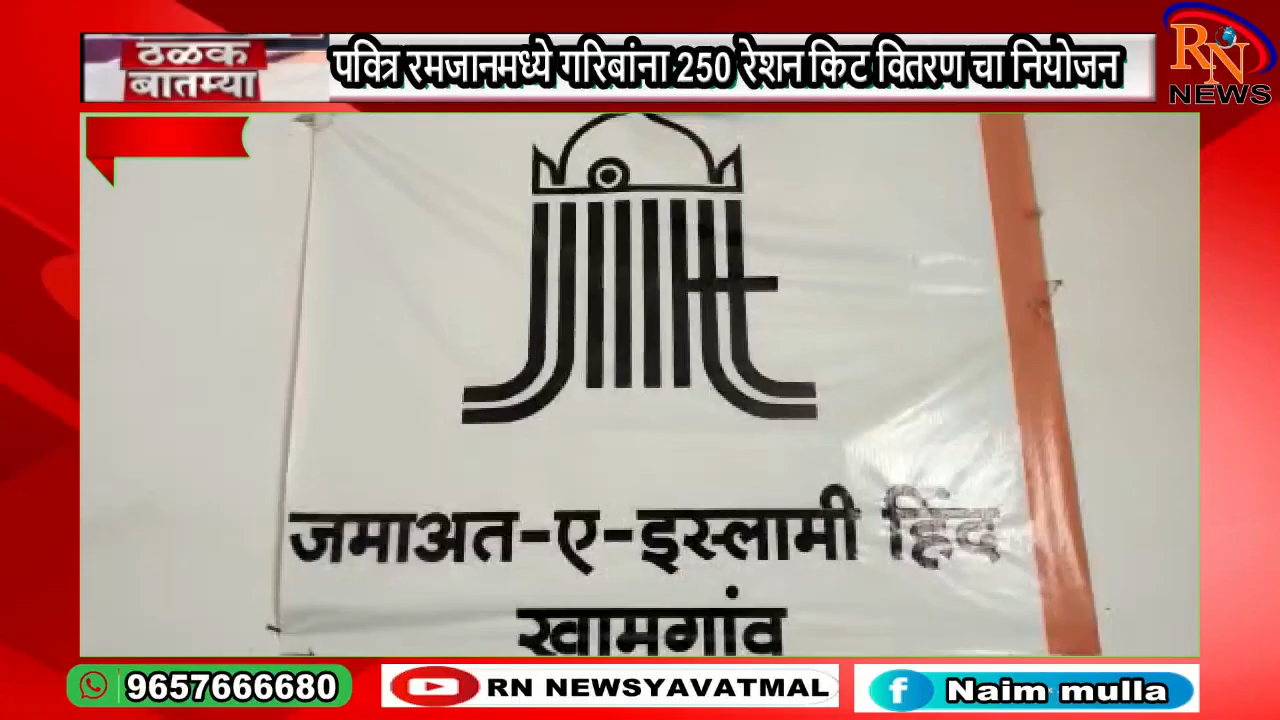 ठळक
बातम्या
पवित्र रमजानमध्ये गरिबांना 250 रेशन किट वितरण चा नियोजन
RN
NEWS
जमाअत-ए-इस्लामी हिंद
खामगांव
9657666680
RN NEWSYAVATMAL
Naim mulla